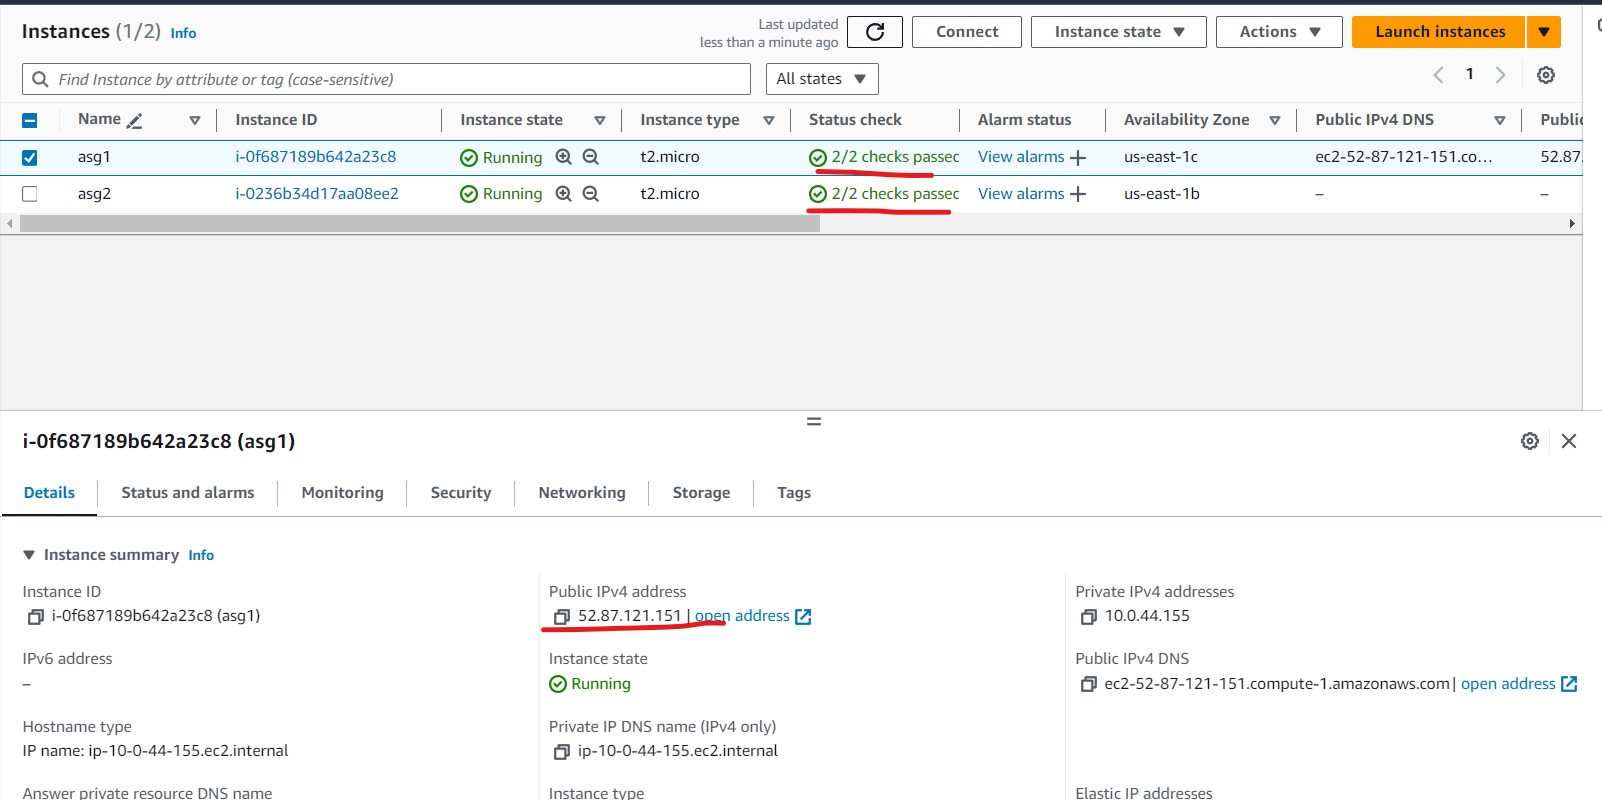 Instances (1/2) Info
Last updated
less than a minute ago
Connect
Instance state
Actions
Launch instances
Find Instance by attribute or tag (case-sensitive)
All states
1
Name Instance ID Instance state Instance type Status check Alarm status Availability Zone Public IPv4 DNS Public
asg1 i-0f687189b642a23c8 Running t2.micro 2/2 checks passed View alarms + us-east-1c ec2-52-87-121-151.co... 52.87.
asg2 i-0236b34d17aa08ee2 Running t2.micro 2/2 checks passed View alarms + us-east-1b – –
i-0f687189b642a23c8 (asg1)
Details Status and alarms Monitoring Security Networking Storage Tags
Instance summary Info
Instance ID
i-0f687189b642a23c8 (asg1)
Public IPv4 address
52.87.121.151 | open address
Private IPv4 addresses
10.0.44.155
IPv6 address
–
Instance state
Running
Public IPv4 DNS
ec2-52-87-121-151.compute-1.amazonaws.com | open address
Hostname type
IP name: ip-10-0-44-155.ec2.internal
Private IP DNS name (IPv4 only)
ip-10-0-44-155.ec2.internal
Answer private resource DNS name
Instance type
Elastic IP addresses